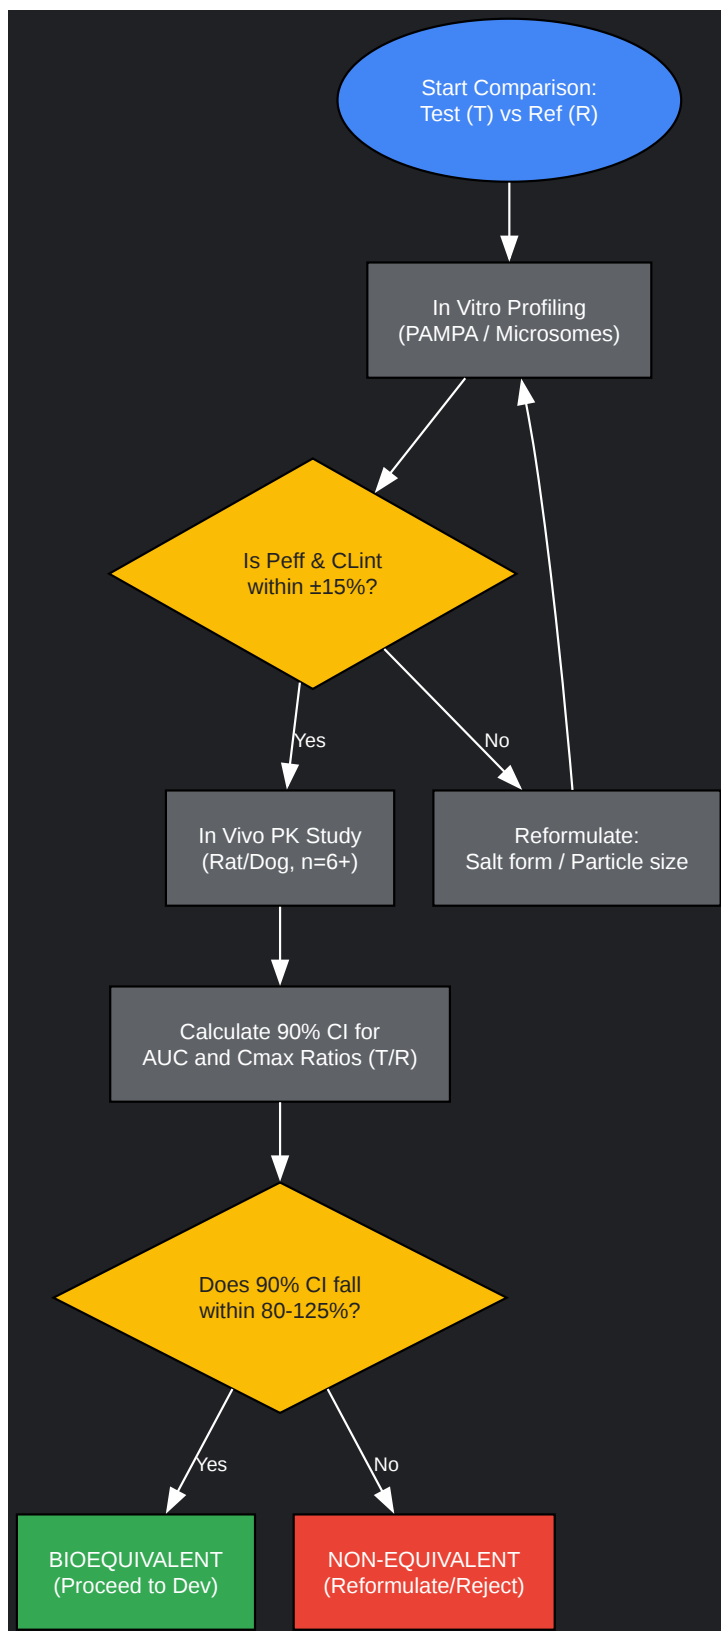 Start Comparison:
Test (T) vs Ref (R)
In Vitro Profiling
(PAMPA / Microsomes)
Is Peff & CLint
within ±15%?
Yes
No
In Vivo PK Study
(Rat/Dog, n=6+)
Reformulate:
Salt form / Particle size
Calculate 90% CI for
AUC and Cmax Ratios (T/R)
Does 90% CI fall
within 80-125%?
Yes
No
BIOEQUIVALENT
(Proceed to Dev)
NON-EQUIVALENT
(Reformulate/Reject)